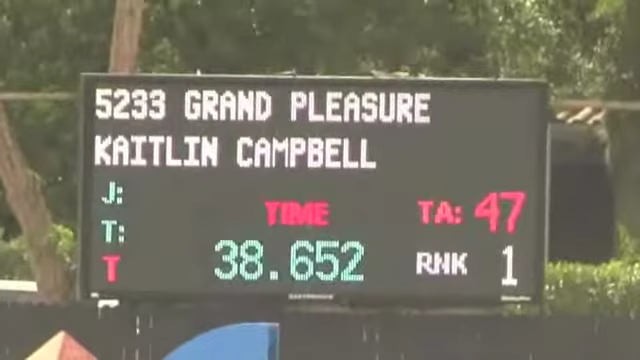 5233 GRAND PLEASURE
KAITLIN CAMPBELL
J:
TIME TA: 47
T:
T 38.652 RNK 1